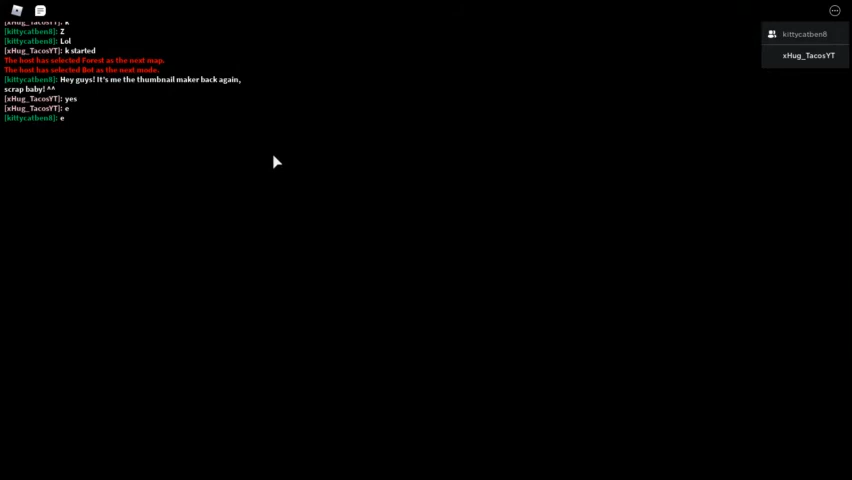 [xHug_TacosYT]: k
[kittycatben8]: Z
[kittycatben8]: Lol
[xHug_TacosYT]: k started
The host has selected Forest as the next map.
The host has selected Bot as the next mode.
[kittycatben8]: Hey guys! It's me the thumbnail maker back again,
scrap baby! ^^
[xHug_TacosYT]: yes
[xHug_TacosYT]: e
[kittycatben8]: e
kittycatben8
xHug_TacosYT